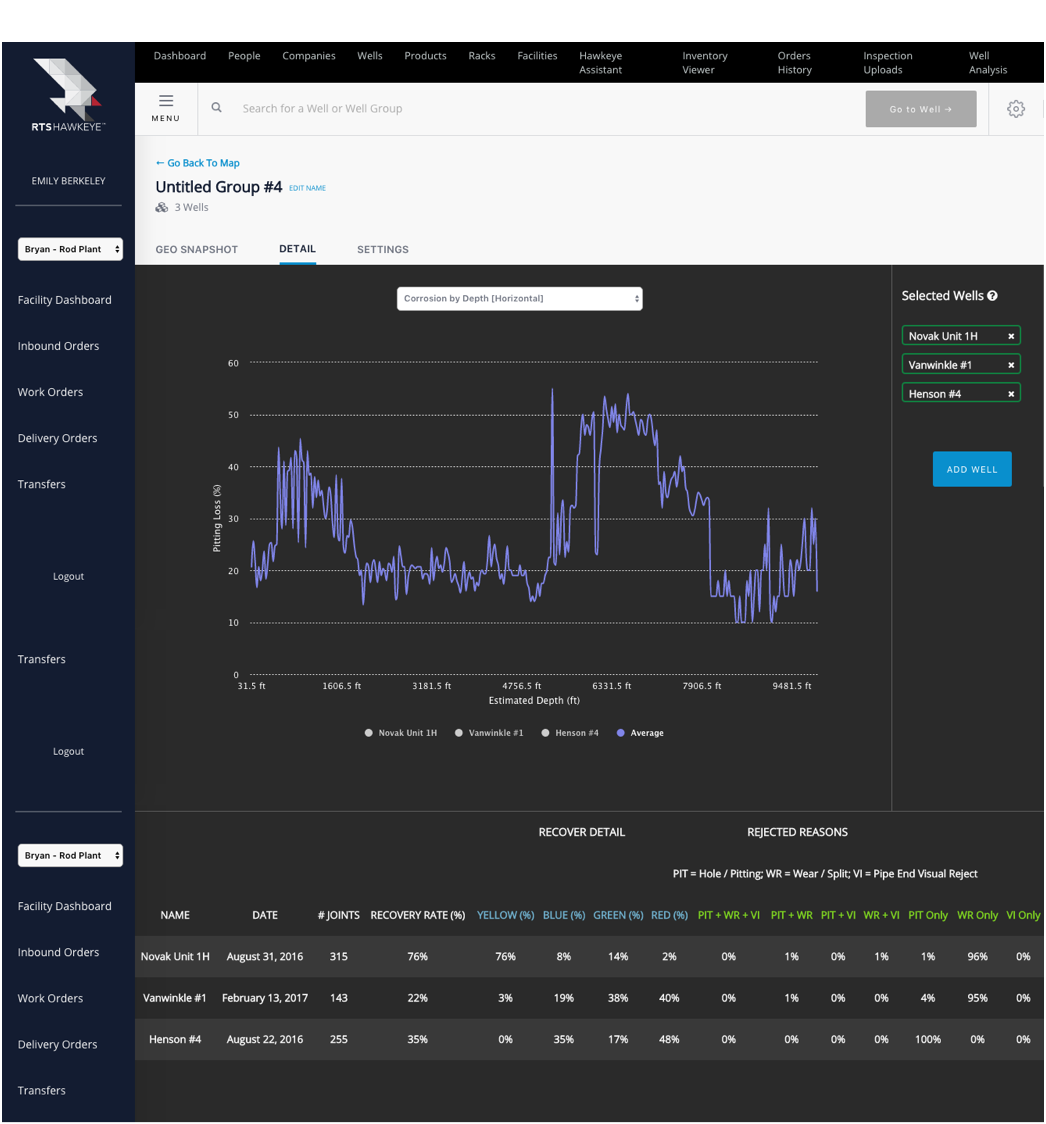 Dashboard People Companies Wells Products Racks Facilities Hawkeye Assistant Inventory Viewer Orders History Inspection Uploads Well Analysis
RTSHAWKEYE™
MENU
Search for a Well or Well Group
Go to Well →
EMILY BERKELEY
Bryan - Rod Plant
Facility Dashboard
Inbound Orders
Work Orders
Delivery Orders
Transfers
Logout
Transfers
Logout
Bryan - Rod Plant
Facility Dashboard
Inbound Orders
Work Orders
Delivery Orders
Transfers
← Go Back To Map
Untitled Group #4 EDIT NAME
3 Wells
GEO SNAPSHOT DETAIL SETTINGS
Corrosion by Depth [Horizontal]
Pitting Loss (%)
60
50
40
30
20
10
0
31.5 ft 1606.5 ft 3181.5 ft 4756.5 ft 6331.5 ft 7906.5 ft 9481.5 ft
Estimated Depth (ft)
Novak Unit 1H Vanwinkle #1 Henson #4 Average
Selected Wells ?
Novak Unit 1H ×
Vanwinkle #1 ×
Henson #4 ×
ADD WELL
RECOVER DETAIL REJECTED REASONS
PIT = Hole / Pitting; WR = Wear / Split; VI = Pipe End Visual Reject
NAME DATE # JOINTS RECOVERY RATE (%) YELLOW (%) BLUE (%) GREEN (%) RED (%) PIT + WR + VI PIT + WR PIT + VI WR + VI PIT Only WR Only VI Only
Novak Unit 1H August 31, 2016 315 76% 76% 8% 14% 2% 0% 1% 0% 1% 1% 96% 0%
Vanwinkle #1 February 13, 2017 143 22% 3% 19% 38% 40% 0% 1% 0% 0% 4% 95% 0%
Henson #4 August 22, 2016 255 35% 0% 35% 17% 48% 0% 0% 0% 0% 100% 0% 0%